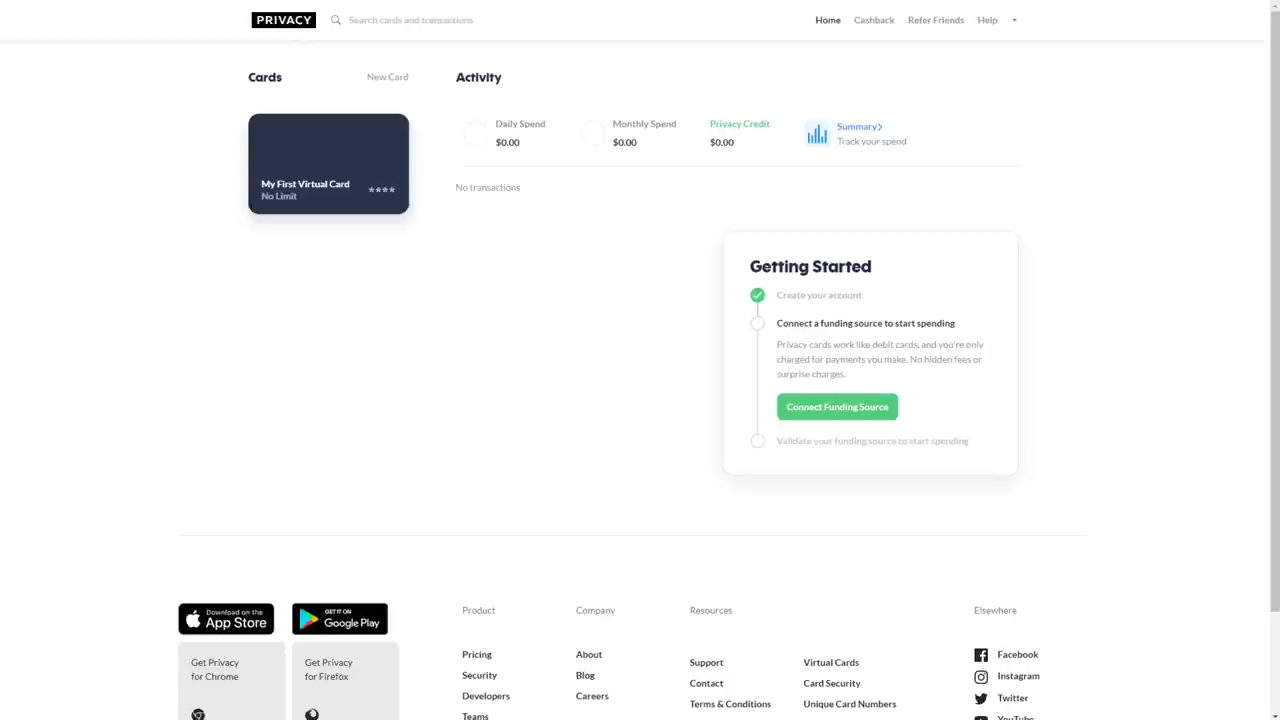 PRIVACY
Search cards and transactions
Home
Cashback
Refer Friends
Help
Cards
New Card
My First Virtual Card
No Limit
****
Activity
Daily Spend
$0.00
Monthly Spend
$0.00
Privacy Credit
$0.00
Summary
Track your spend
No transactions
Getting Started
Create your account
Connect a funding source to start spending
Privacy cards work like debit cards, and you're only
charged for payments you make. No hidden fees or
surprise charges.
Connect Funding Source
Validate your funding source to start spending
Download on the
App Store
GET IT ON
Google Play
Get Privacy
for Chrome
Get Privacy
for Firefox
Product
Pricing
Security
Developers
Teams
Company
About
Blog
Careers
Resources
Support
Contact
Terms & Conditions
Virtual Cards
Card Security
Unique Card Numbers
Elsewhere
Facebook
Instagram
Twitter
YouTube